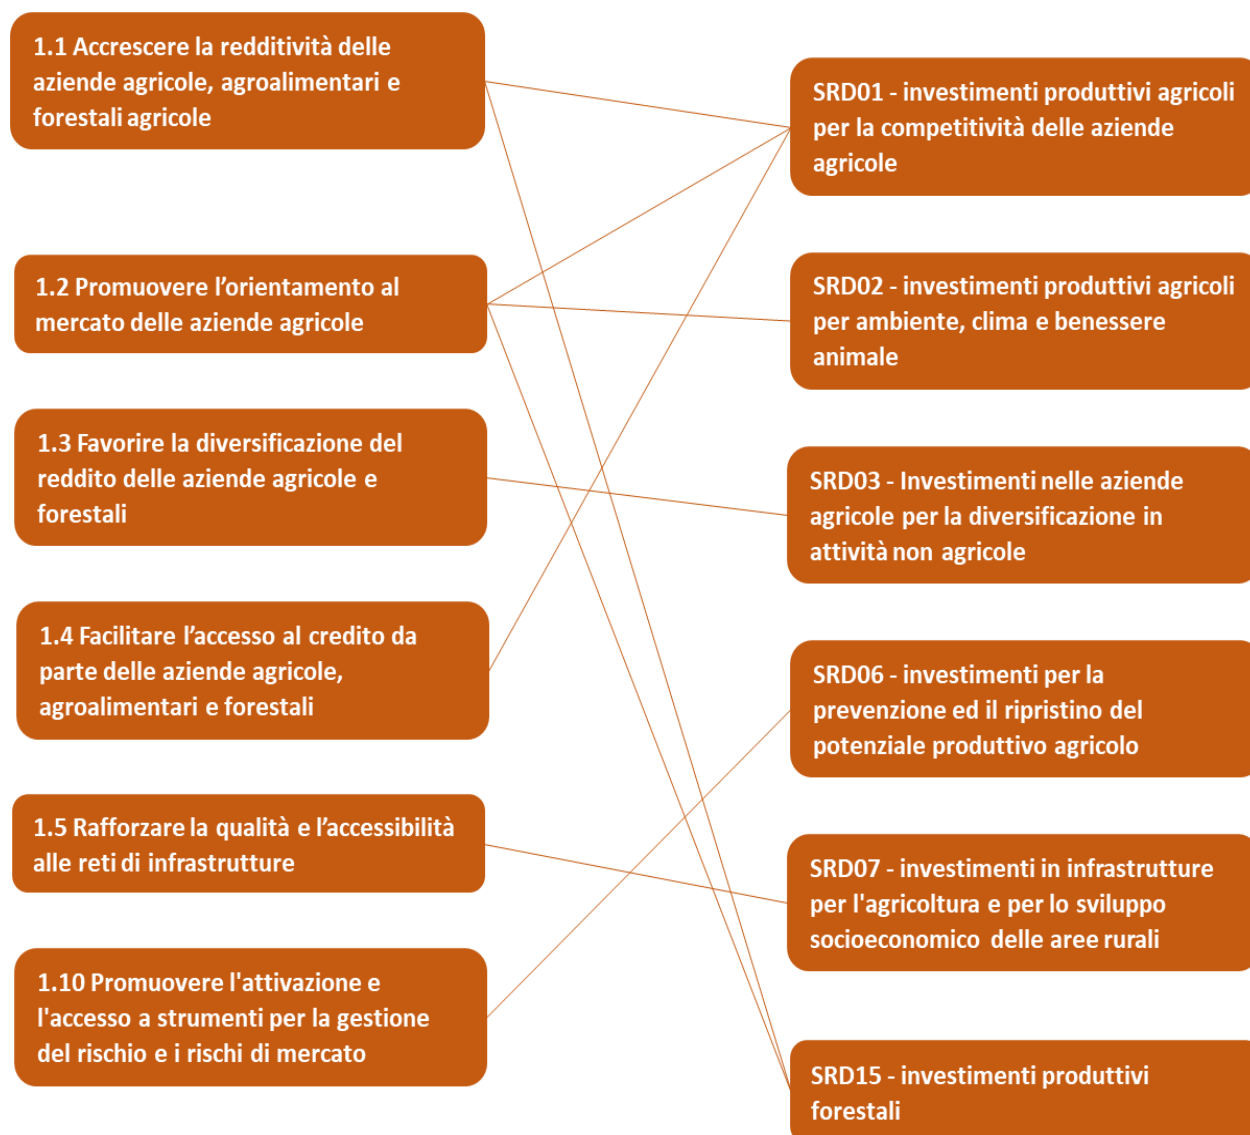 1.1 Accrescere la redditività delle
aziende agricole, agroalimentari e
forestali agricole
1.2 Promuovere l’orientamento al
mercato delle aziende agricole
1.3 Favorire la diversificazione del
reddito delle aziende agricole e
forestali
1.4 Facilitare l’accesso al credito da
parte delle aziende agricole,
agroalimentari e forestali
1.5 Rafforzare la qualità e l’accessibilità
alle reti di infrastrutture
1.10 Promuovere l'attivazione e
l'accesso a strumenti per la gestione
del rischio e i rischi di mercato
SRD01 - investimenti produttivi agricoli
per la competitività delle aziende
agricole
SRD02 - investimenti produttivi agricoli
per ambiente, clima e benessere
animale
SRD03 - Investimenti nelle aziende
agricole per la diversificazione in
attività non agricole
SRD06 - investimenti per la
prevenzione ed il ripristino del
potenziale produttivo agricolo
SRD07 - investimenti in infrastrutture
per l'agricoltura e per lo sviluppo
socioeconomico delle aree rurali
SRD15 - investimenti produttivi
forestali